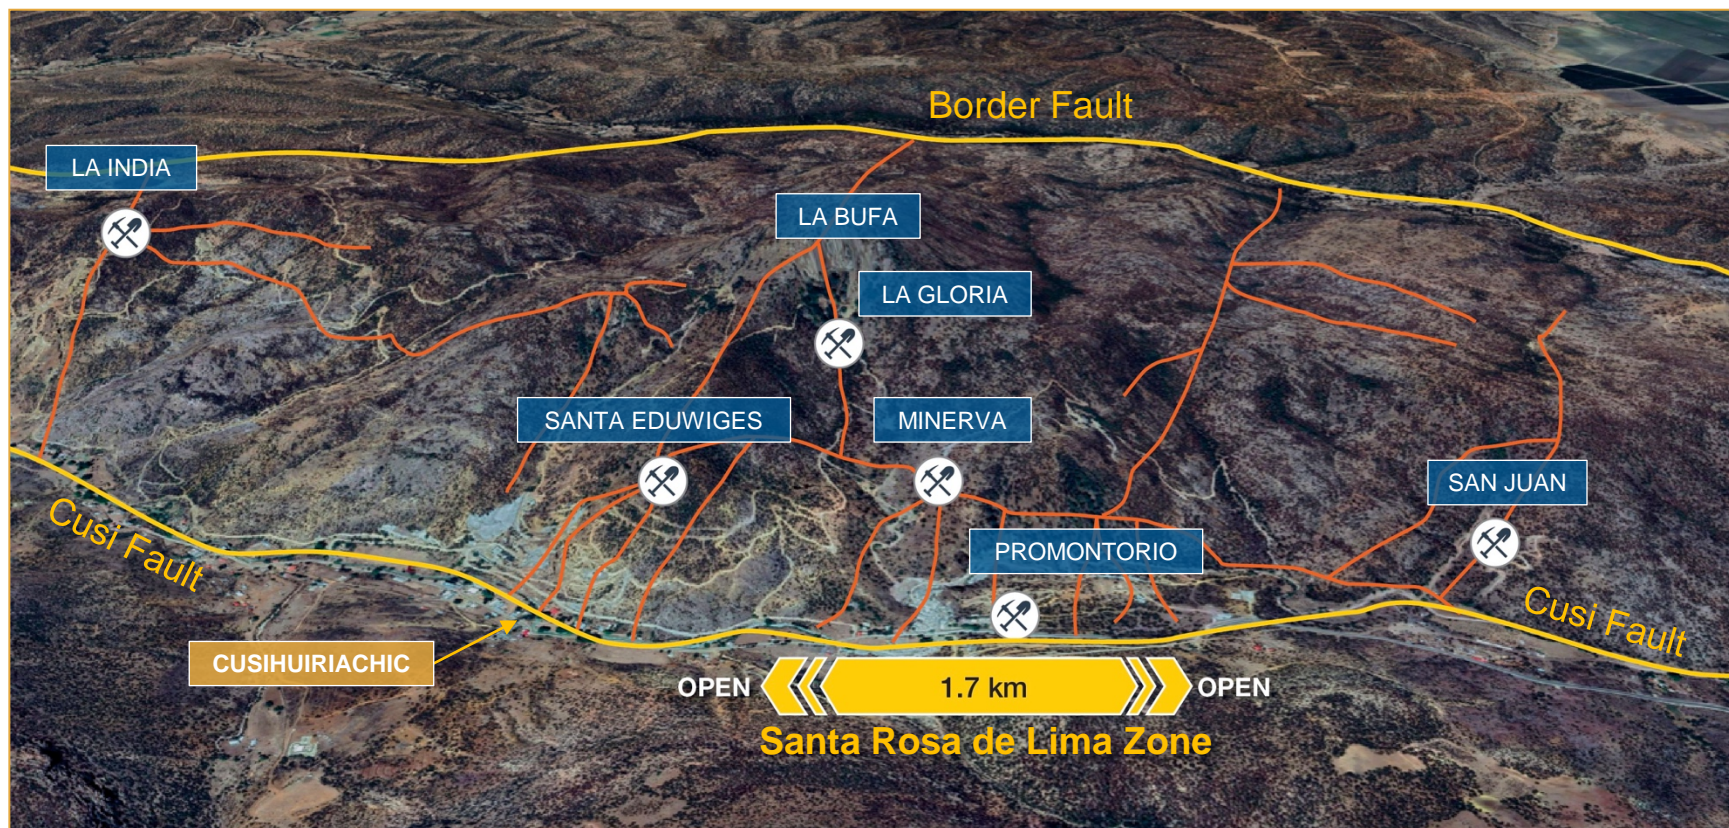 Border Fault
LA INDIA
LA BUFA
LA GLORIA
SANTA EDUWIGES
MINERVA
SAN JUAN
Cusi Fault
PROMONTORIO
Cusi Fault
CUSIHUIRIACHIC
OPEN
1.7 km
OPEN
Santa Rosa de Lima Zone